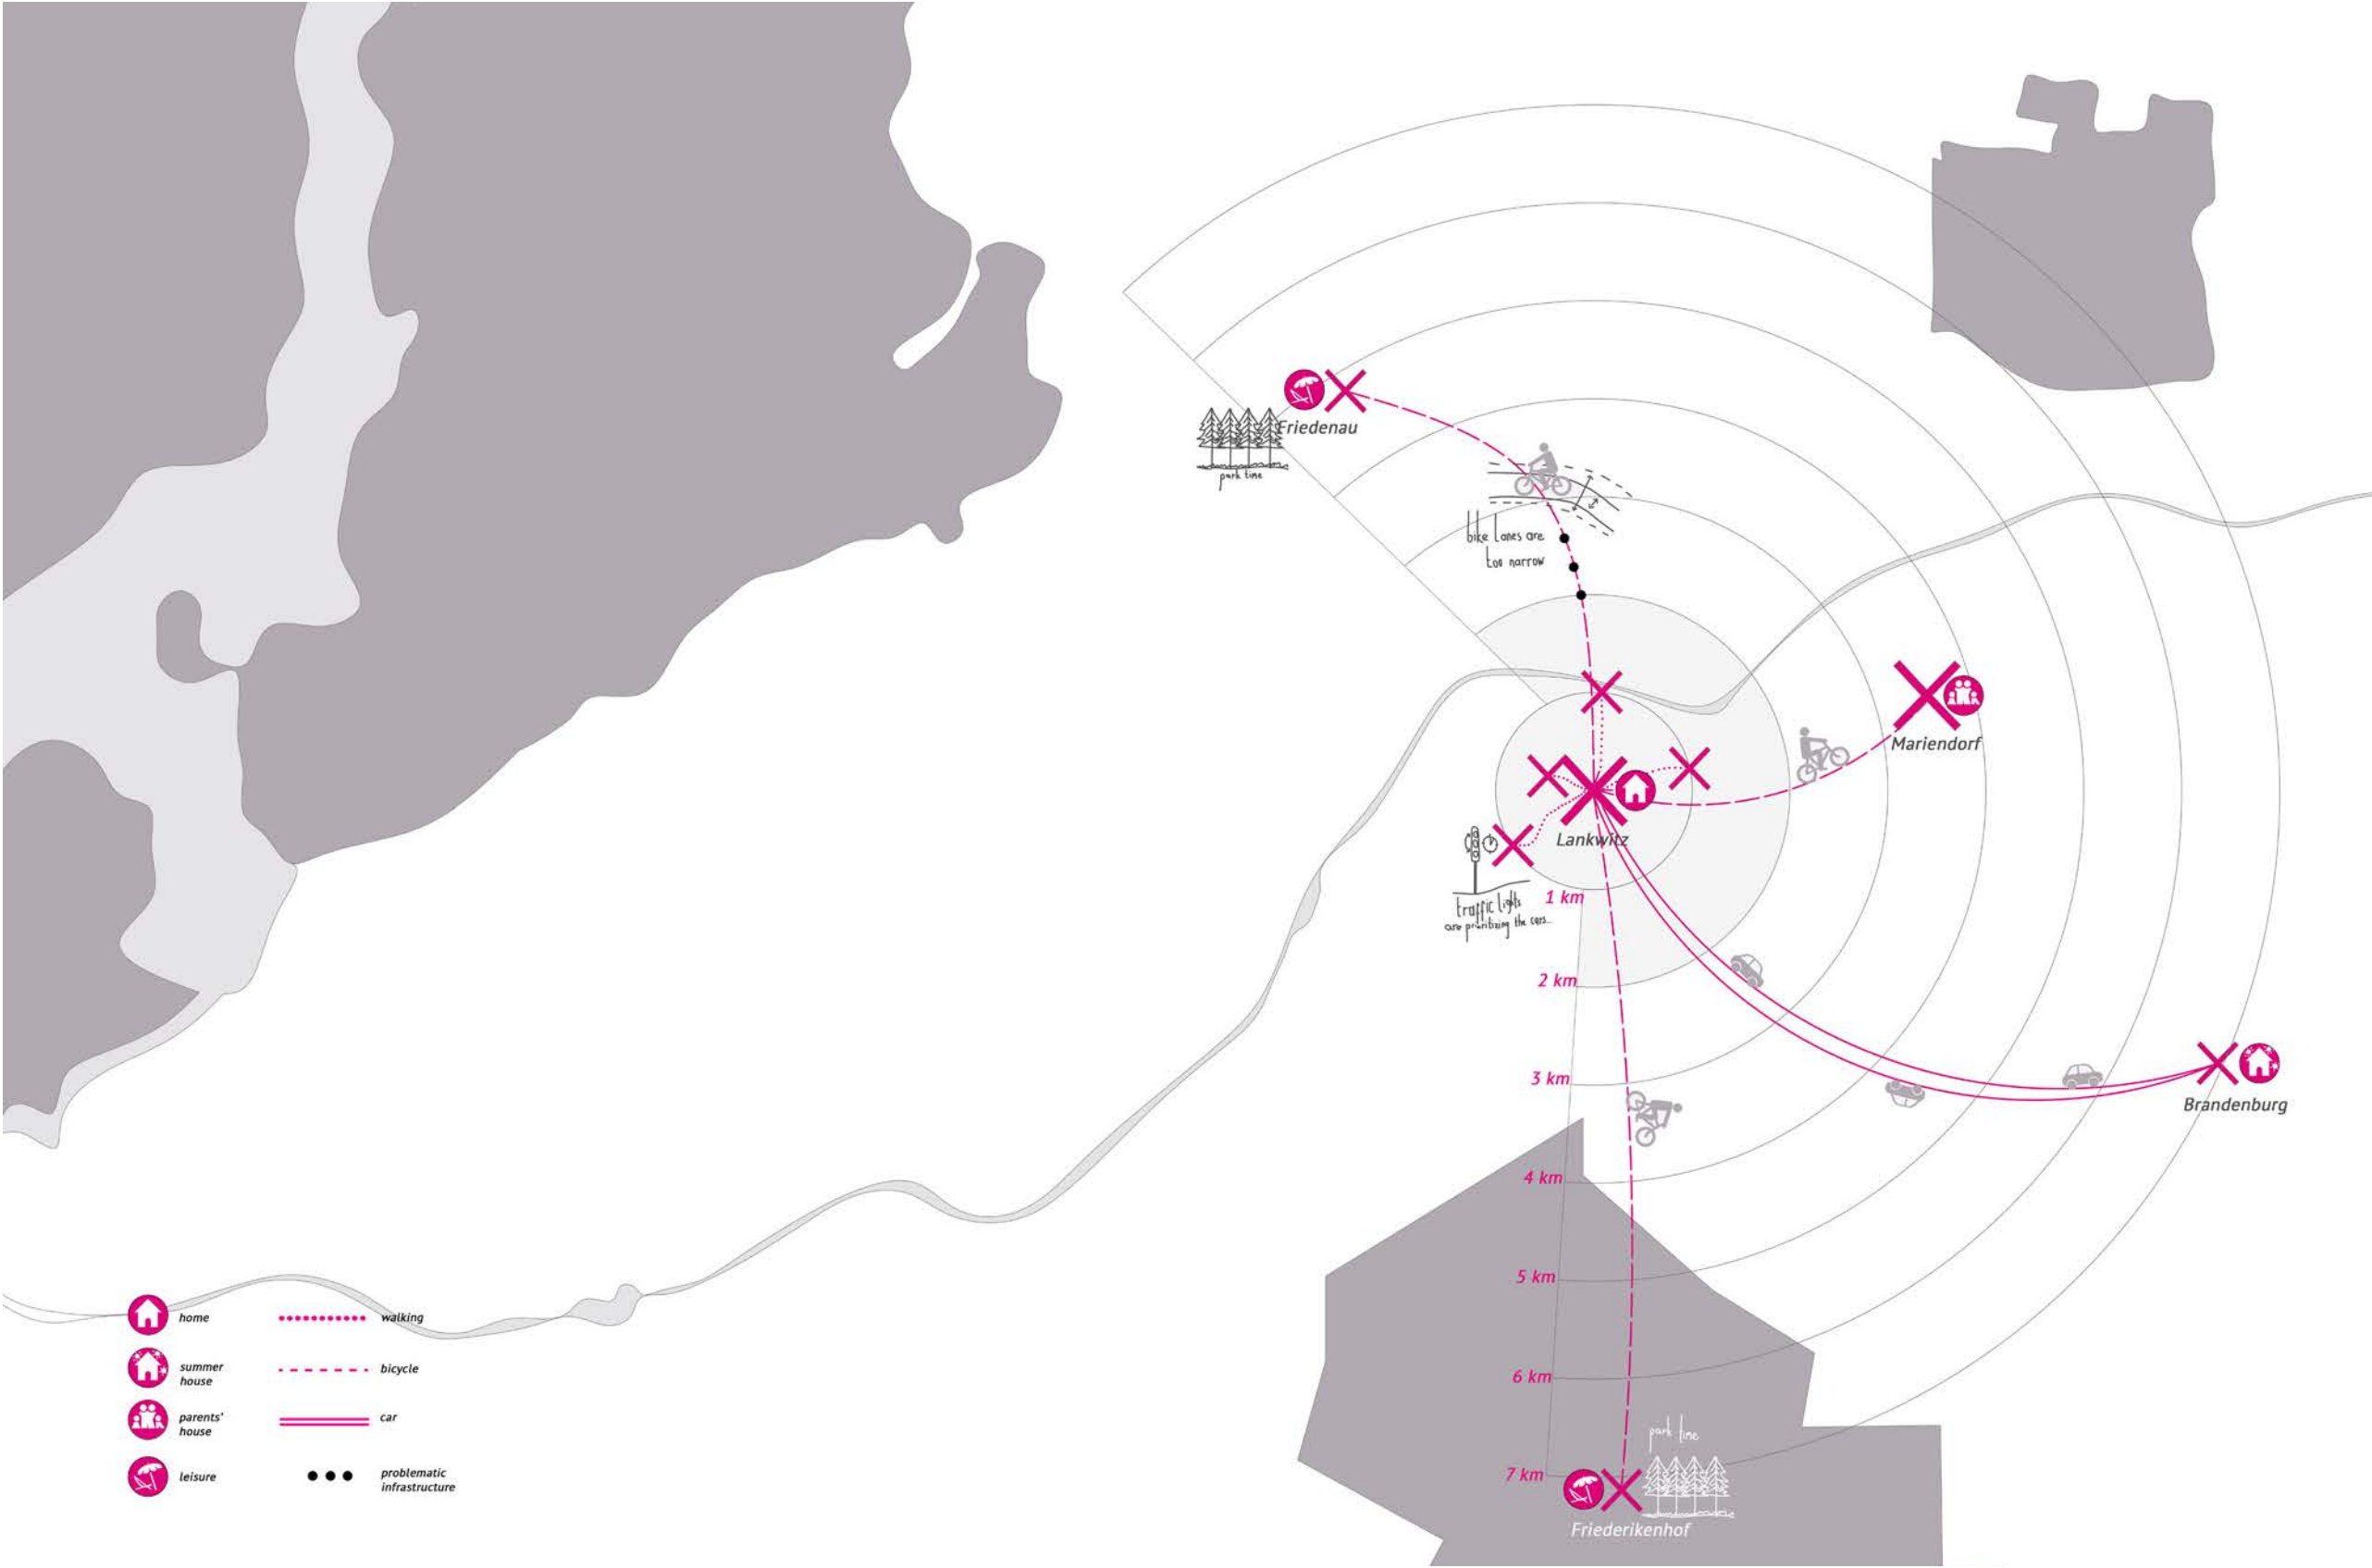 Friedenau
park time
bike lanes are
too narrow
Mariendorf
Lankwitz
traffic lights
are prioritizing the cars...
1 km
2 km
3 km
4 km
5 km
6 km
7 km
Brandenburg
park time
Friederikenhof
home
walking
summer
house
bicycle
parents'
house
car
leisure
problematic
infrastructure